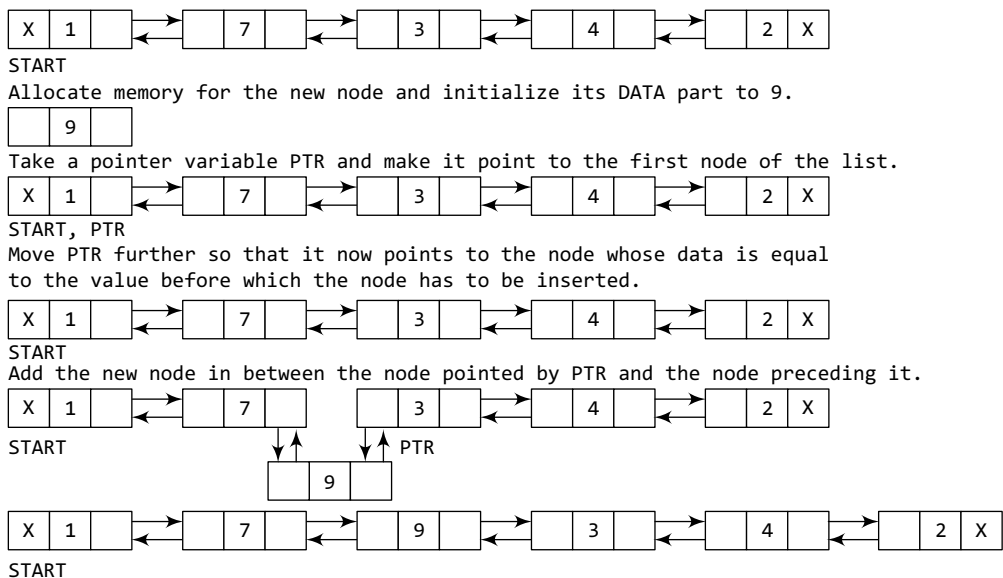 X 1 7 3 4 2 X
START
Allocate memory for the new node and initialize its DATA part to 9.
9
Take a pointer variable PTR and make it point to the first node of the list.
X 1 7 3 4 2 X
START, PTR
Move PTR further so that it now points to the node whose data is equal
to the value before which the node has to be inserted.
X 1 7 3 4 2 X
START
Add the new node in between the node pointed by PTR and the node preceding it.
X 1 7 3 4 2 X
START PTR
9
X 1 7 9 3 4 2 X
START